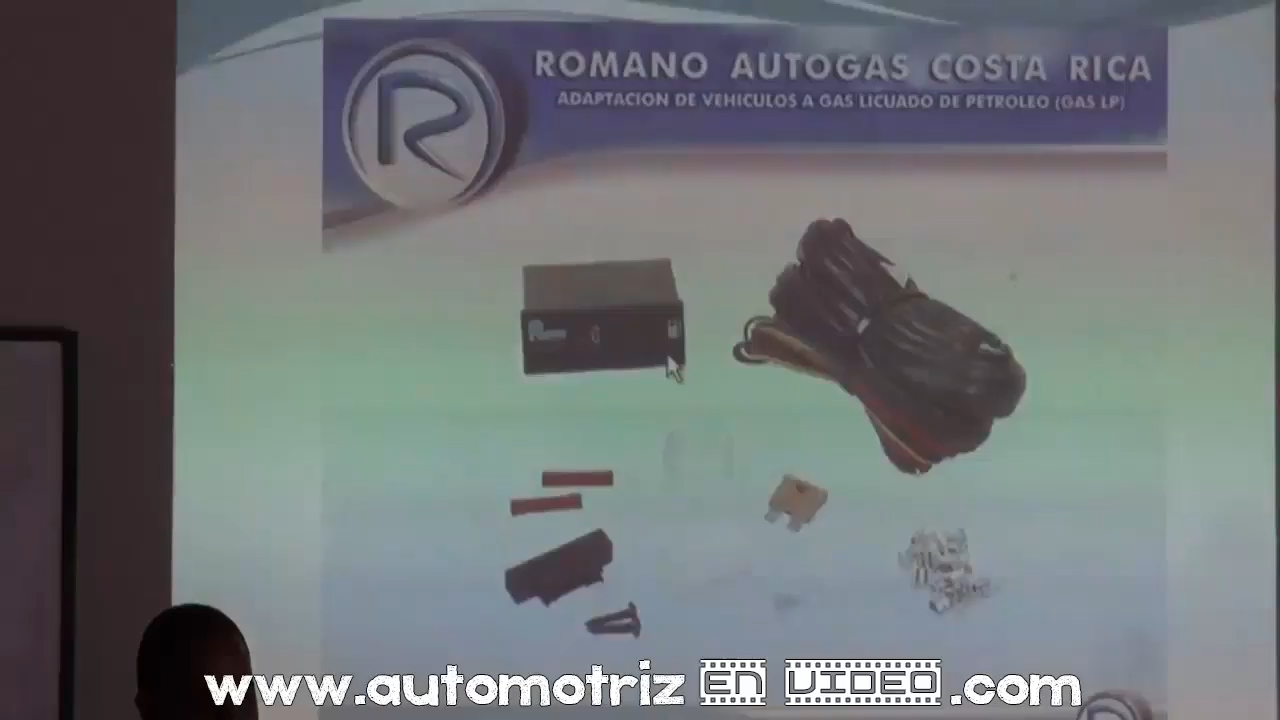 R
ROMANO AUTOGAS COSTA RICA
ADAPTACION DE VEHICULOS A GAS LICUADO DE PETROLEO (GAS LP)
www.automotriz EN VIDEO .com
R